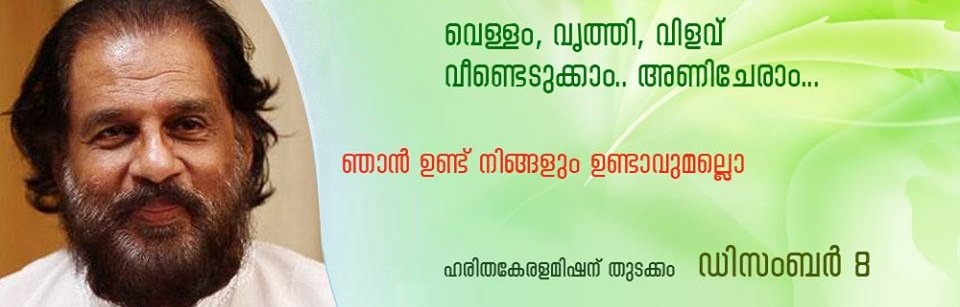 വെള്ളം, വൃത്തി, വിളവ്
വീണ്ടെടുക്കാം.. അണിചേരാം...
ഞാൻ ഉണ്ട് നിങ്ങളും ഉണ്ടാവുമല്ലൊ
ഹരിതകേരളമിഷന് തുടക്കം ഡിസംബർ 8